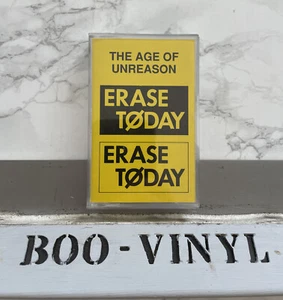 THE AGE OF
UNREASON
ERASE
TØDAY
ERASE
TØDAY
BOO-VINYL